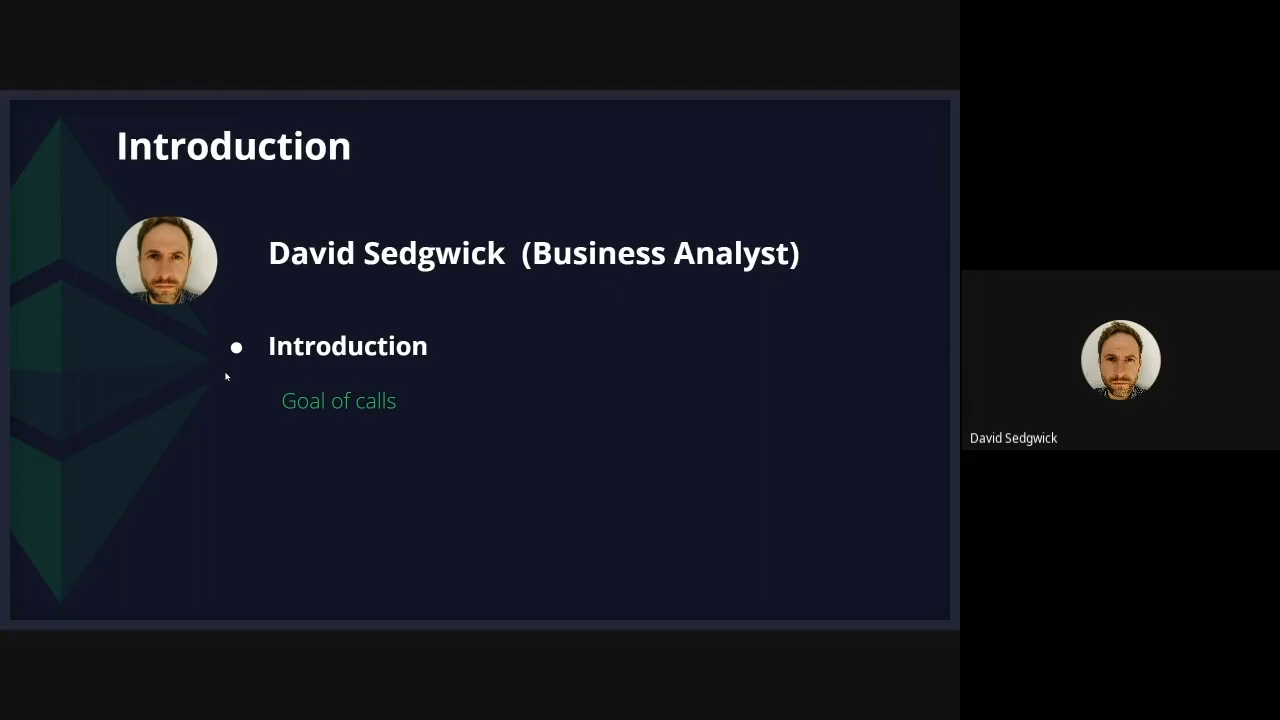 Introduction
David Sedgwick (Business Analyst)
● Introduction
Goal of calls
David Sedgwick